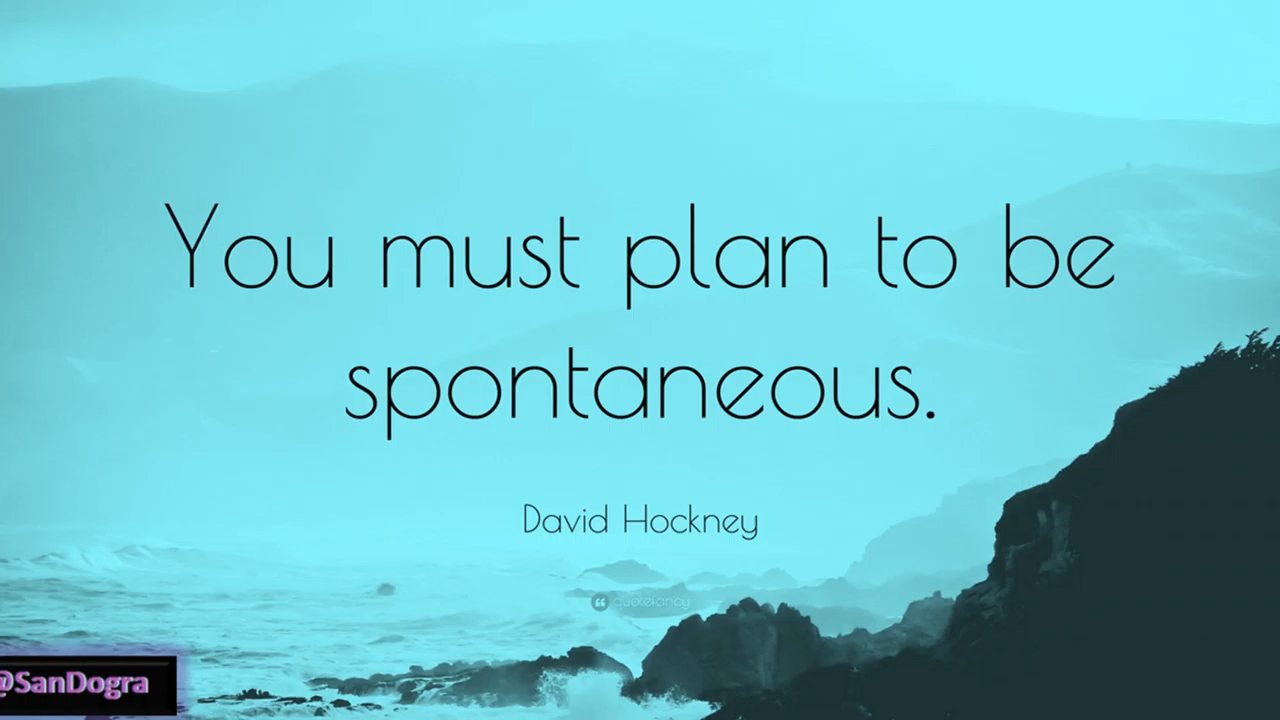 You must plan to be
spontaneous.
David Hockney
quotefancy
@SanDogra